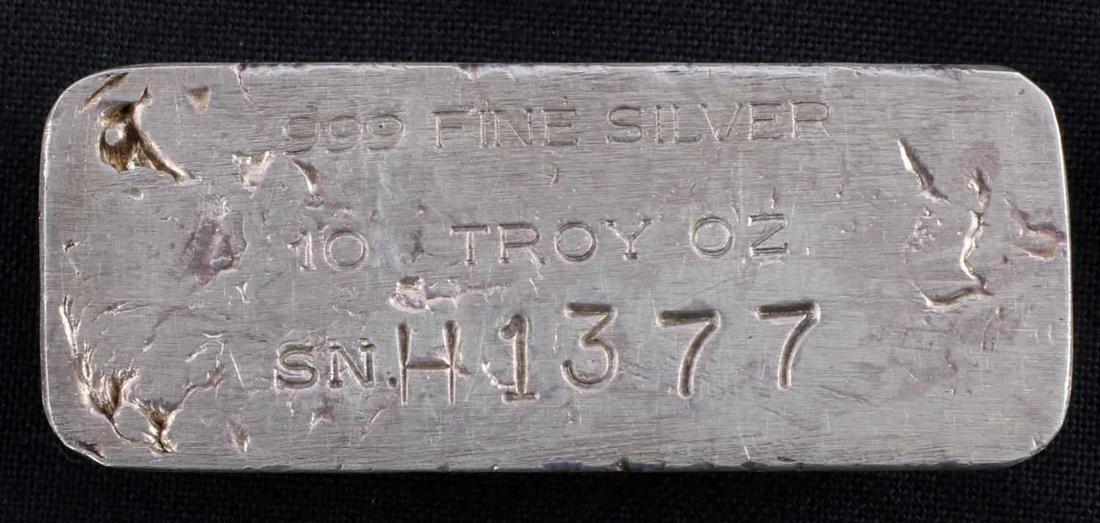 999 FINE SILVER
10 TROY OZ
SN.H1377